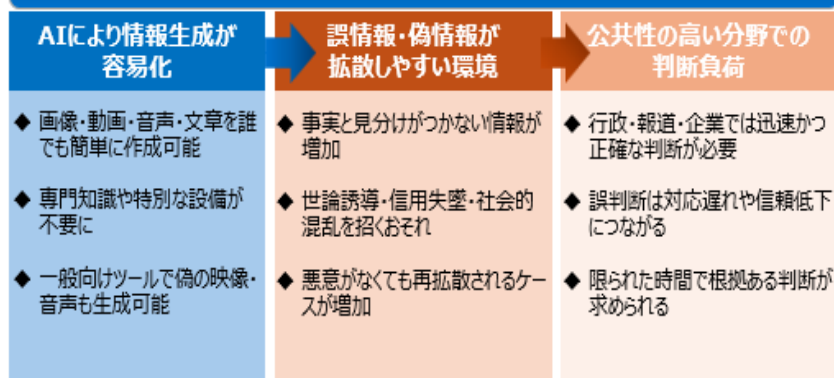 AIにより情報生成が
容易化
◆ 画像・動画・音声・文章を誰
でも簡単に作成可能
◆ 専門知識や特別な設備が
不要に
◆ 一般向けツールで偽の映像・
音声も生成可能
誤情報・偽情報が
拡散しやすい環境
◆ 事実と見分けがつかない情報が
増加
◆ 世論誘導・信用失墜・社会的
混乱を招くおそれ
◆ 悪意がなくても再拡散されるケー
スが増加
公共性の高い分野での
判断負荷
◆ 行政・報道・企業では迅速かつ
正確な判断が必要
◆ 誤判断は対応遅れや信頼低下
につながる
◆ 限られた時間で根拠ある判断が
求められる